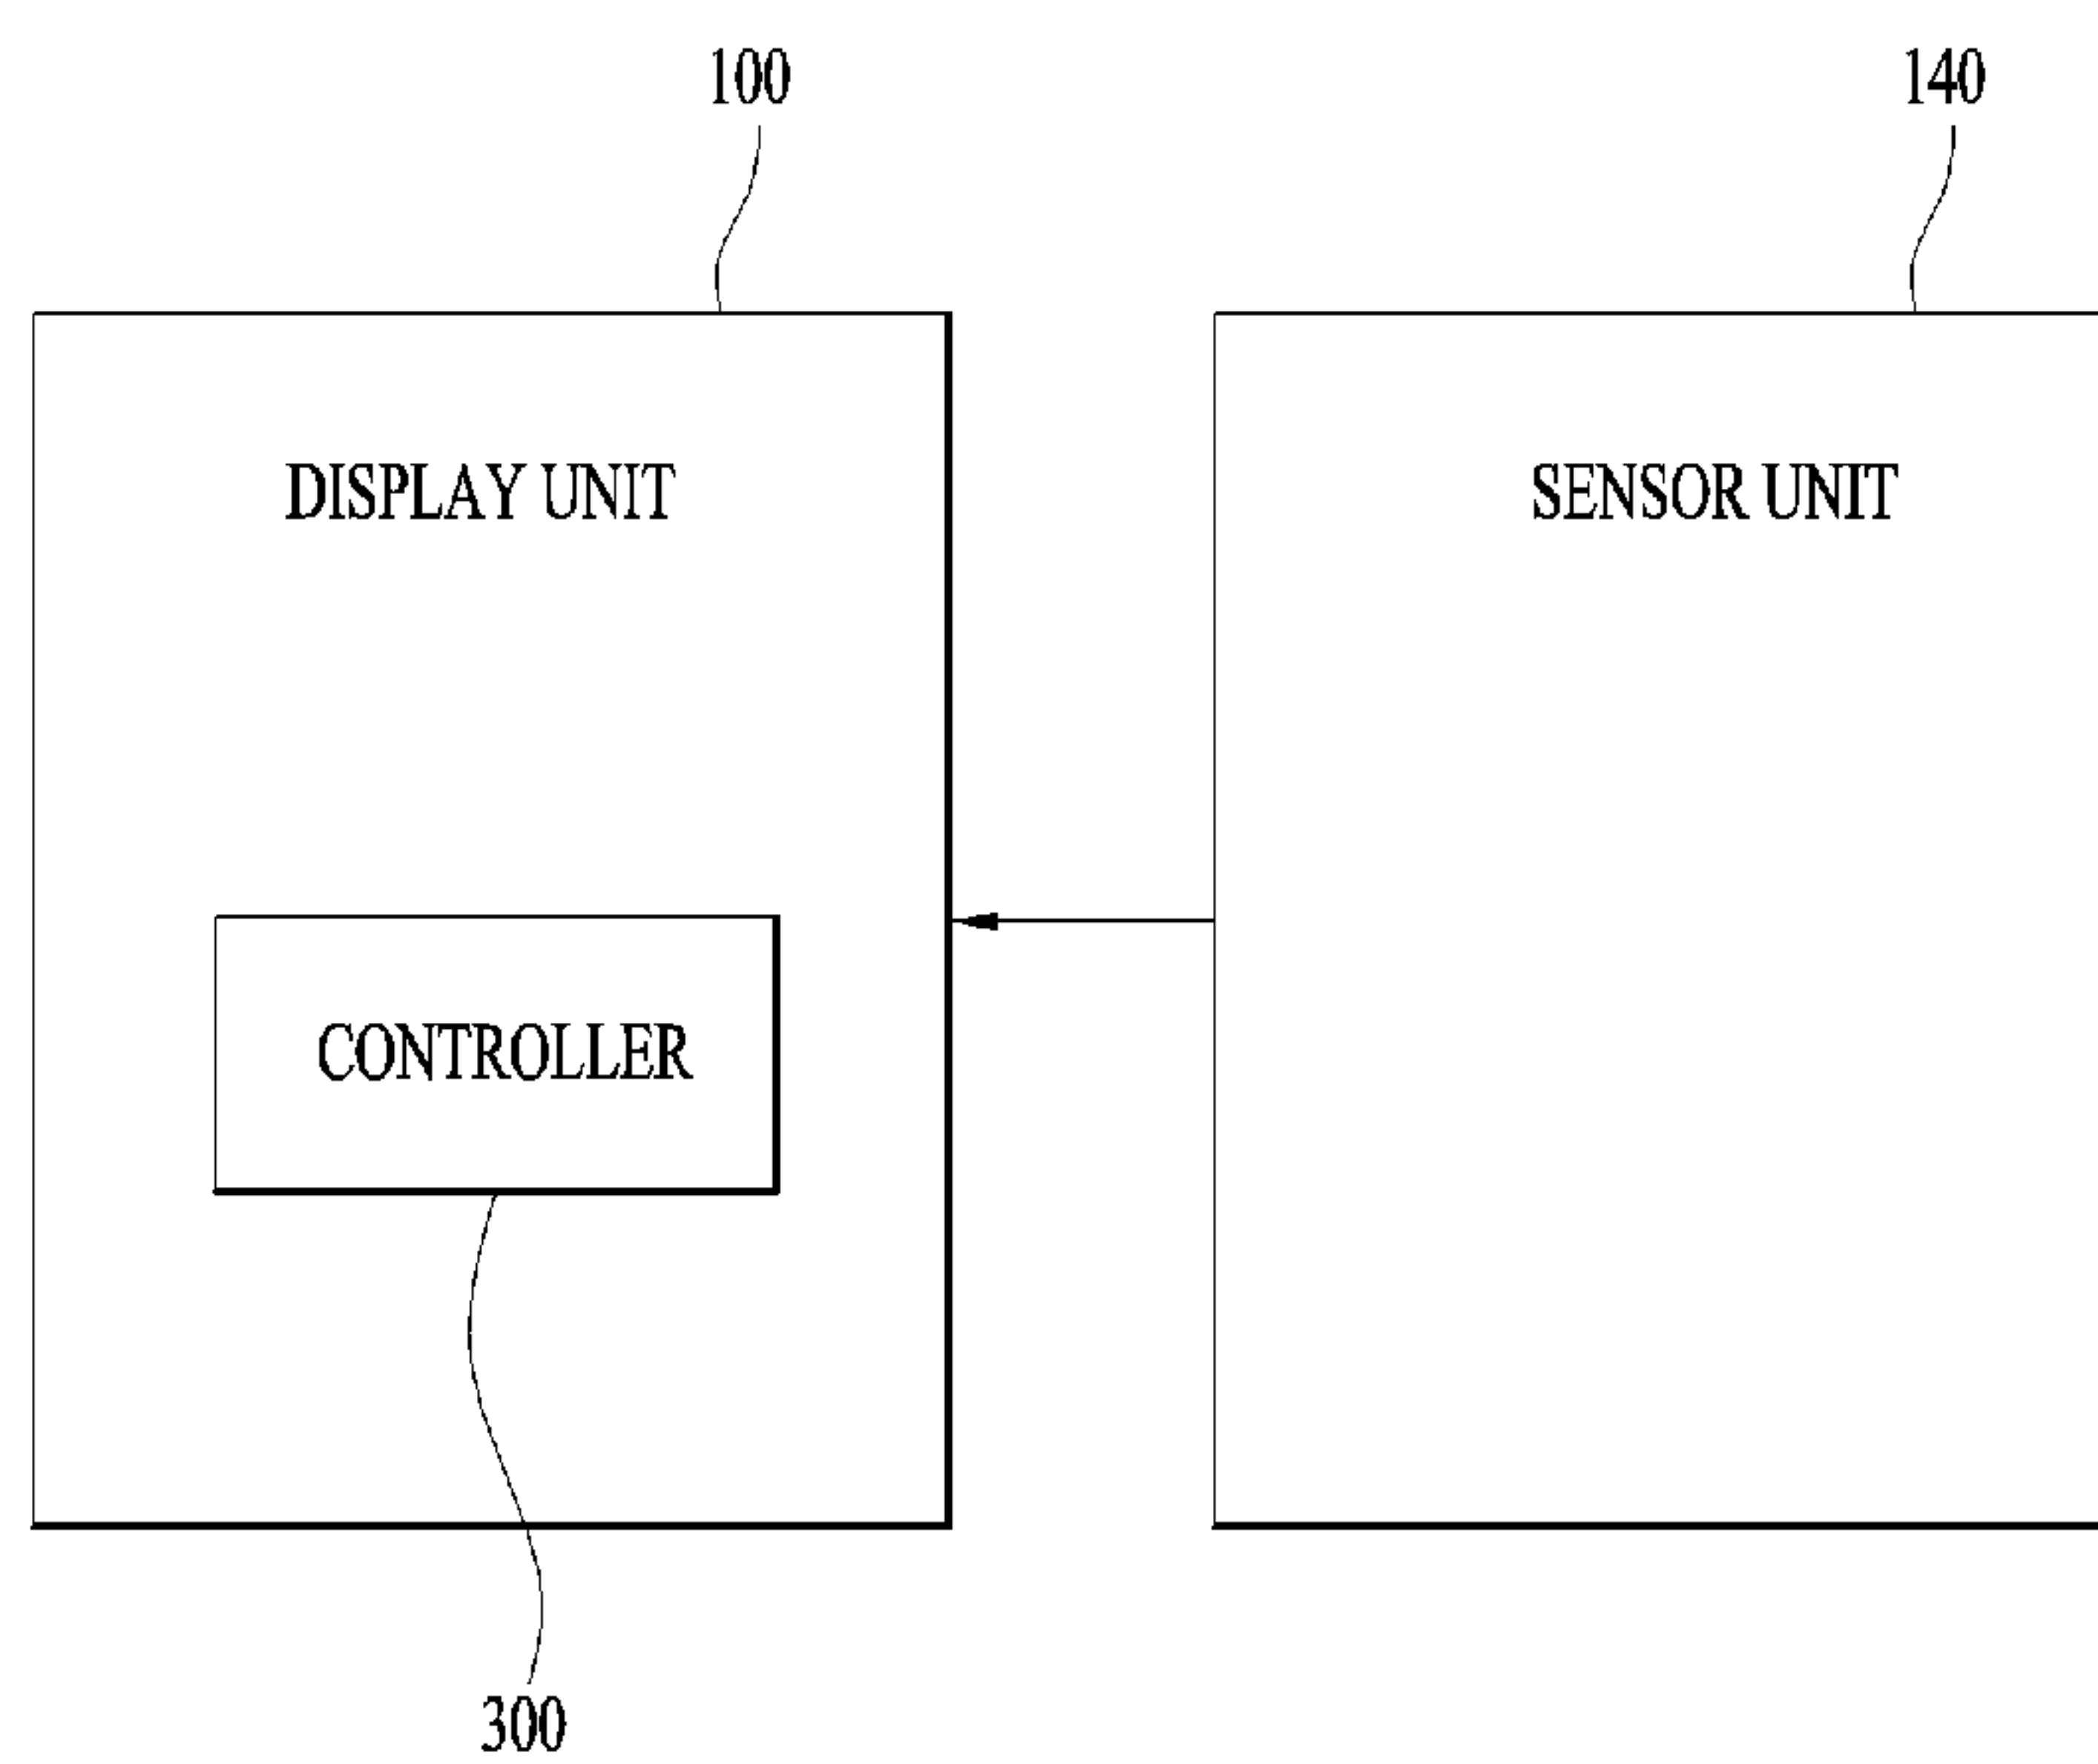 100
140
DISPLAY UNIT
SENSOR UNIT
CONTROLLER
300